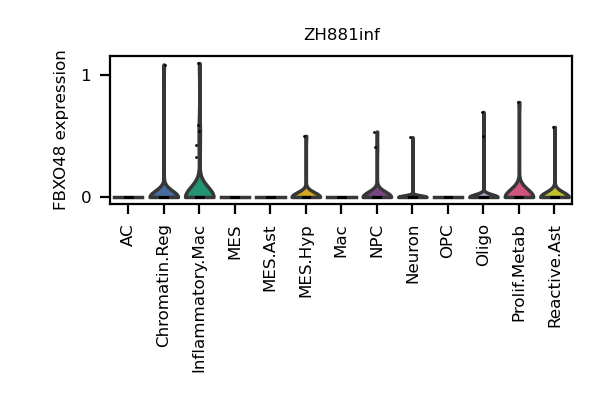 ZH881inf
FBXO48 expression
1
0
AC
Chromatin.Reg
Inflammatory.Mac
MES
MES.Ast
MES.Hyp
Mac
NPC
Neuron
OPC
Oligo
Prolif.Metab
Reactive.Ast